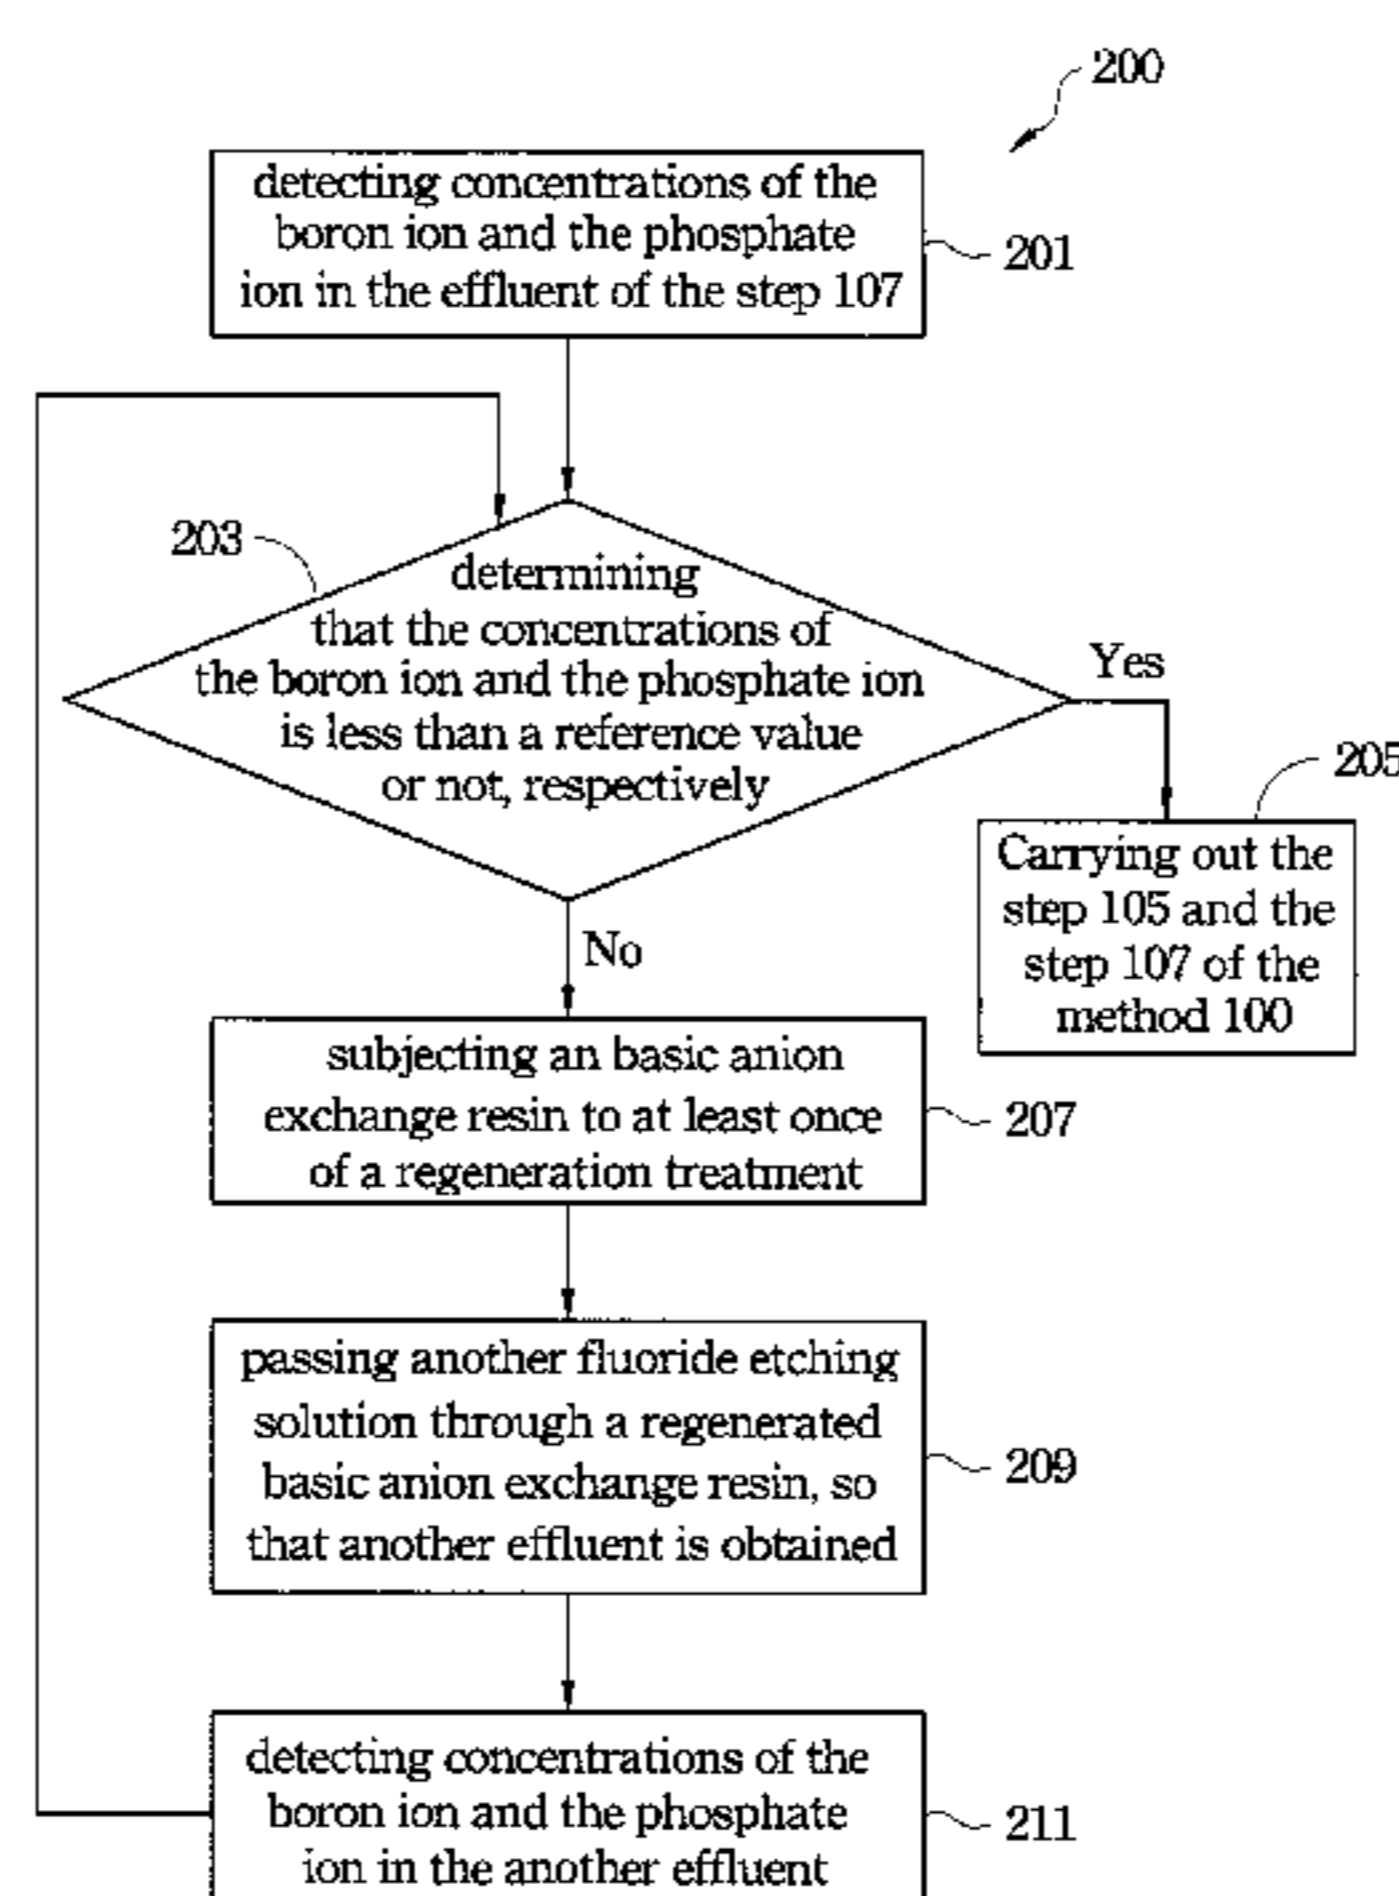 200
detecting concentrations of the
boron ion and the phosphate
ion in the effluent of the step 107
201
203
determining
that the concentrations of
the boron ion and the phosphate ion
is less than a reference value
or not, respectively
Yes
205
Carrying out the
step 105 and the
step 107 of the
method 100
No
subjecting an basic anion
exchange resin to at least once
of a regeneration treatment
207
passing another fluoride etching
solution through a regenerated
basic anion exchange resin, so
that another effluent is obtained
209
detecting concentrations of the
boron ion and the phosphate
ion in the another effluent
211